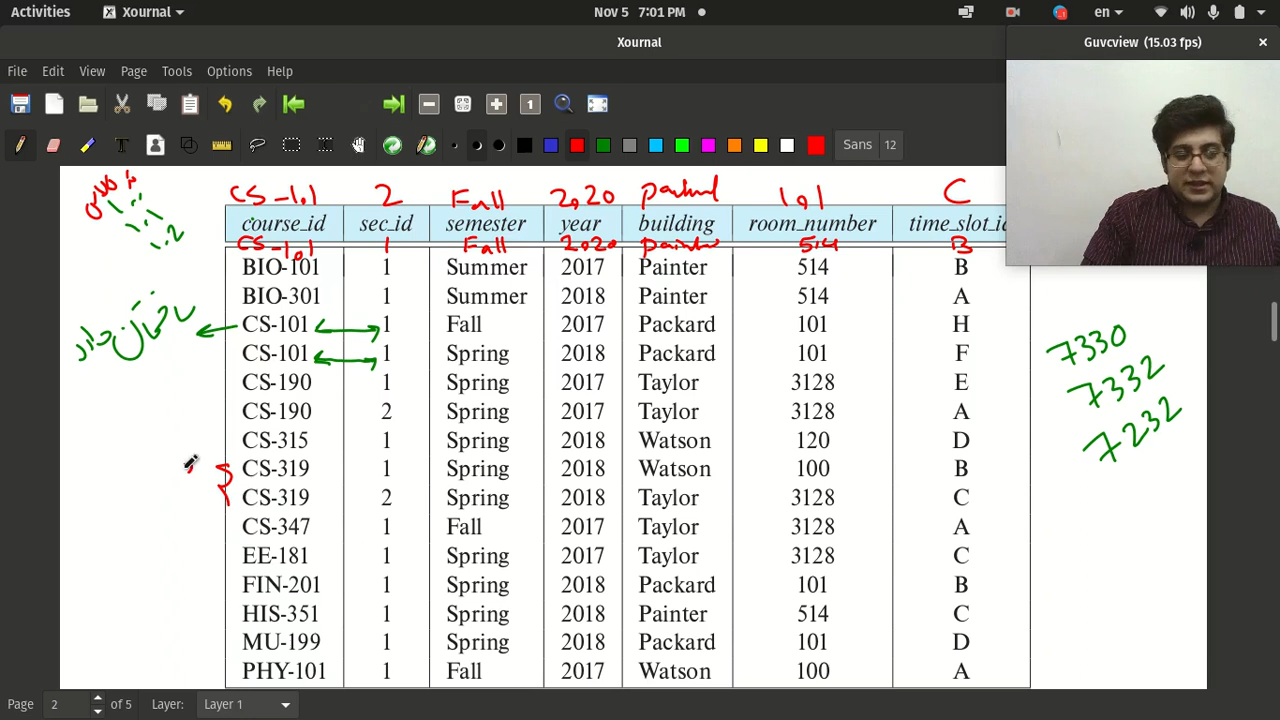 Activities Xournal Nov 5 7:01 PM en
Xournal
Guvcview (15.03 fps)
File Edit View Page Tools Options Help
Sans 12
CS-101 2 Fall 2020 packard 101 C
course_id sec_id semester year building room_number time_slot_id
CS-101 1 Fall 2020 painter 514 B
BIO-101 1 Summer 2017 Painter 514 B
BIO-301 1 Summer 2018 Painter 514 A
CS-101 1 Fall 2017 Packard 101 H
CS-101 1 Spring 2018 Packard 101 F
CS-190 1 Spring 2017 Taylor 3128 E
CS-190 2 Spring 2017 Taylor 3128 A
CS-315 1 Spring 2018 Watson 120 D
CS-319 1 Spring 2018 Watson 100 B
CS-319 2 Spring 2018 Taylor 3128 C
CS-347 1 Fall 2017 Taylor 3128 A
EE-181 1 Spring 2017 Taylor 3128 C
FIN-201 1 Spring 2018 Packard 101 B
HIS-351 1 Spring 2018 Painter 514 C
MU-199 1 Spring 2018 Packard 101 D
PHY-101 1 Fall 2017 Watson 100 A
7330
7332
7232
Page 2 of 5 Layer: Layer 1